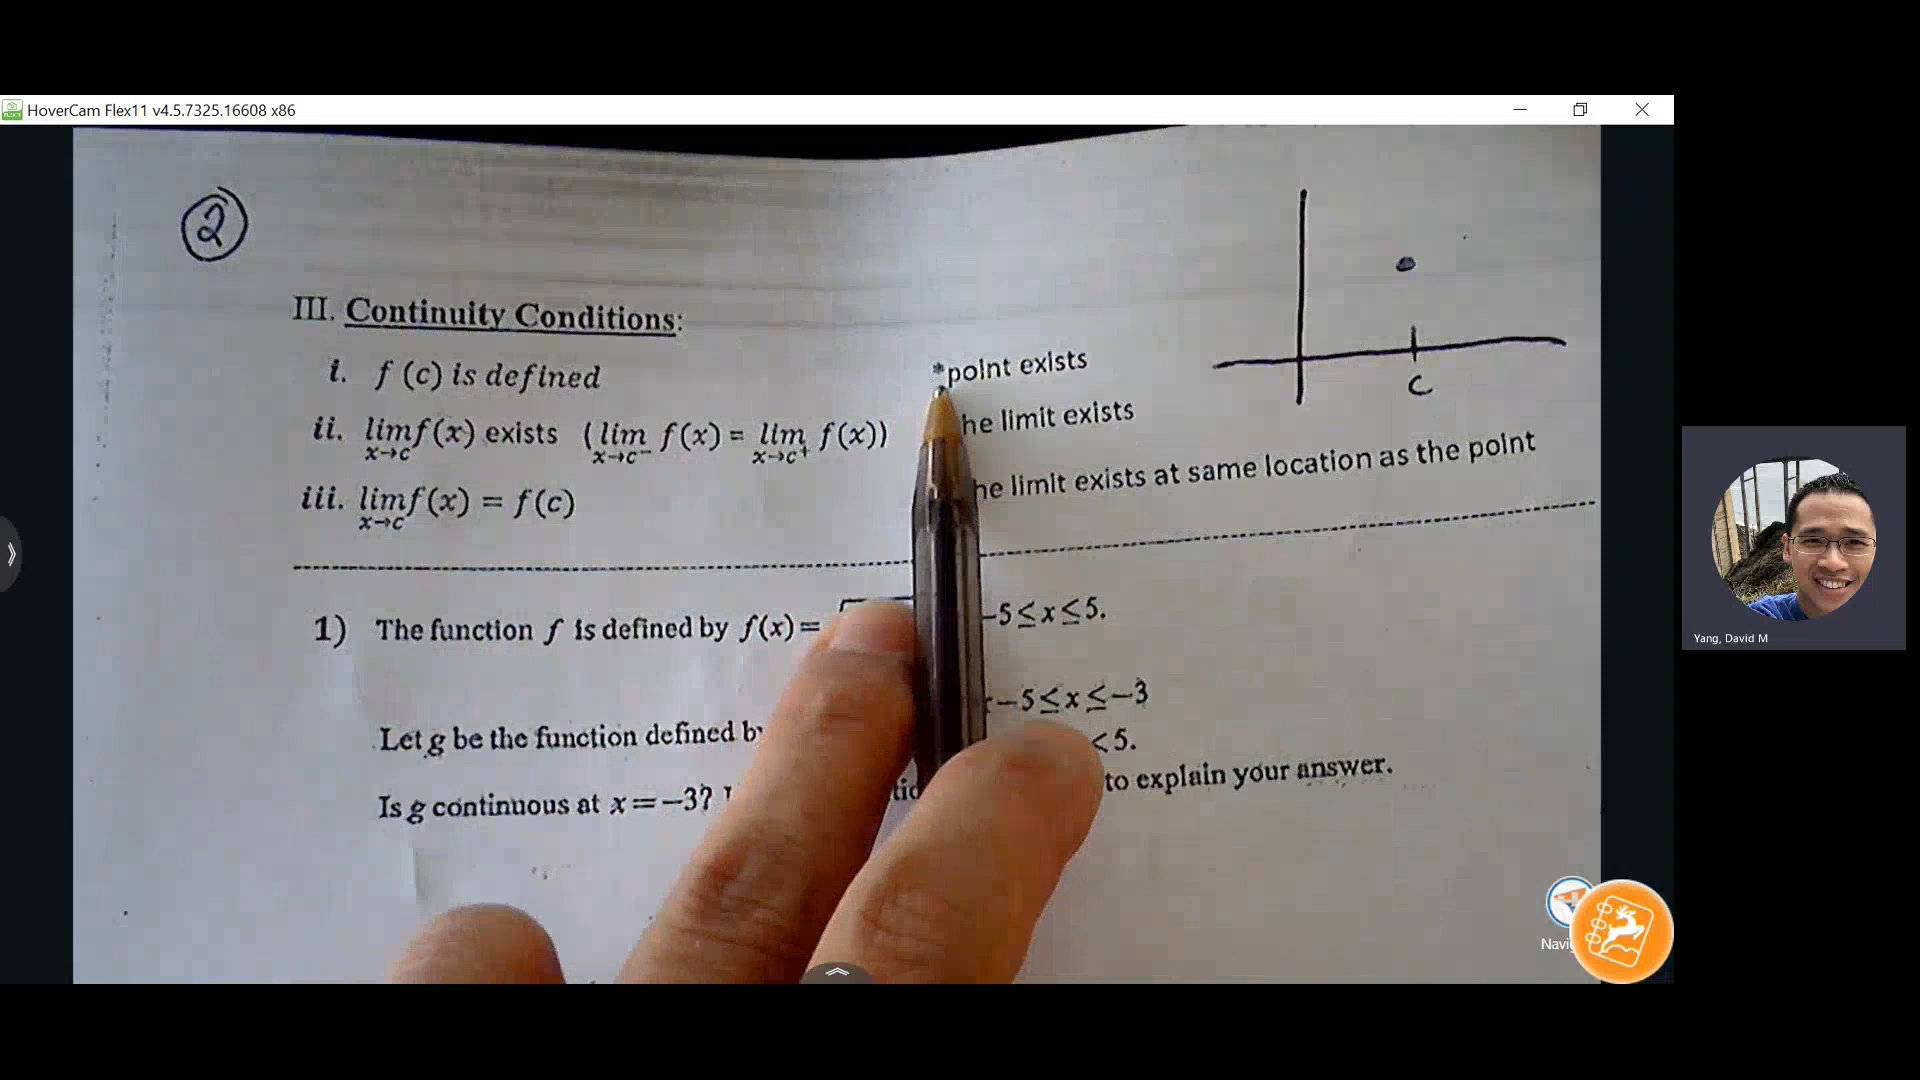 HoverCam Flex11 v4.5.7325.16608 x86
2
III. Continuity Conditions:
i. f (c) is defined
*point exists
ii. lim x→c f(x) exists (lim x→c⁻ f(x) = lim x→c⁺ f(x))
he limit exists
iii. lim x→c f(x) = f(c)
he limit exists at same location as the point
C
1) The function f is defined by f(x)= -5≤x≤5.
Let g be the function defined by -5≤x≤-3
<5.
Is g continuous at x=-3? to explain your answer.
Yang, David M